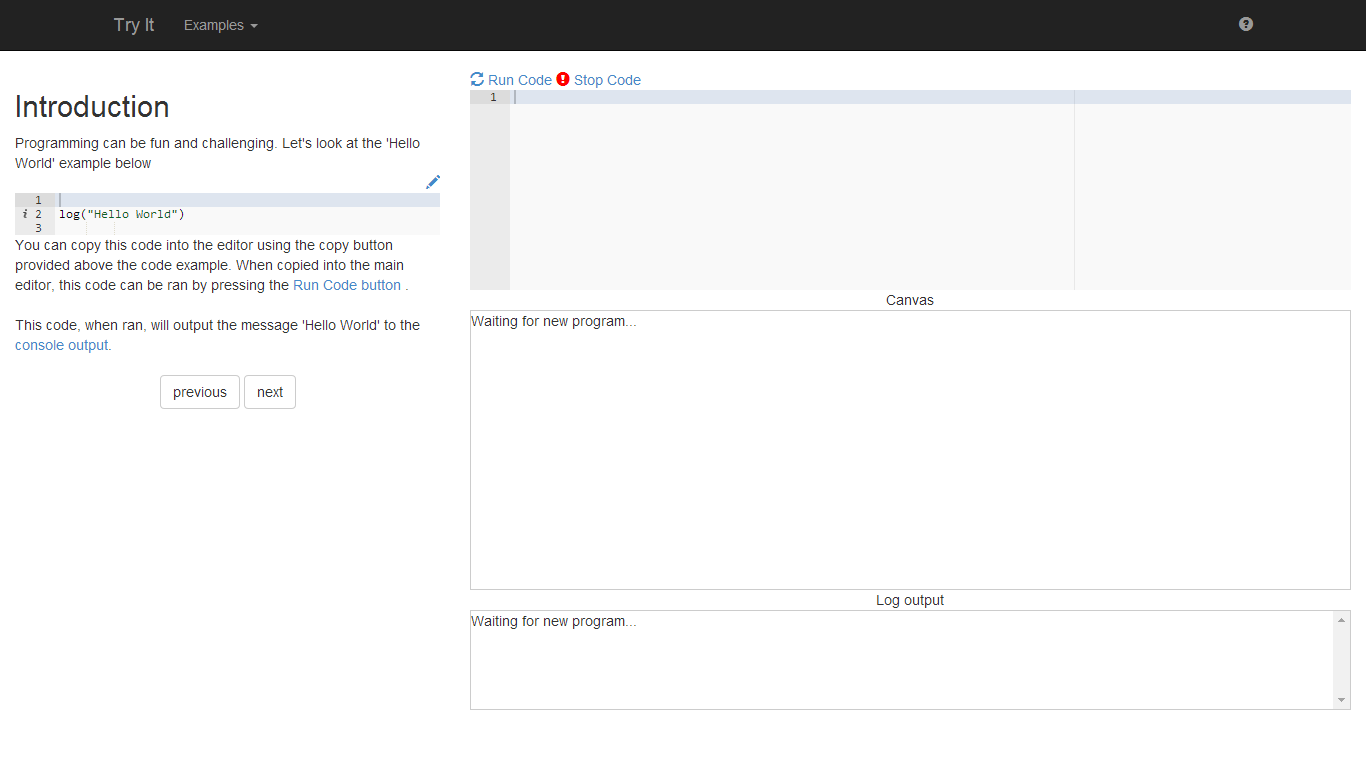 Try It Examples
Introduction
Programming can be fun and challenging. Let's look at the 'Hello
World' example below
1
i 2 log("Hello World")
3
You can copy this code into the editor using the copy button
provided above the code example. When copied into the main
editor, this code can be ran by pressing the Run Code button .
This code, when ran, will output the message 'Hello World' to the
console output.
previous next
Run Code Stop Code
1
Canvas
Waiting for new program...
Log output
Waiting for new program...